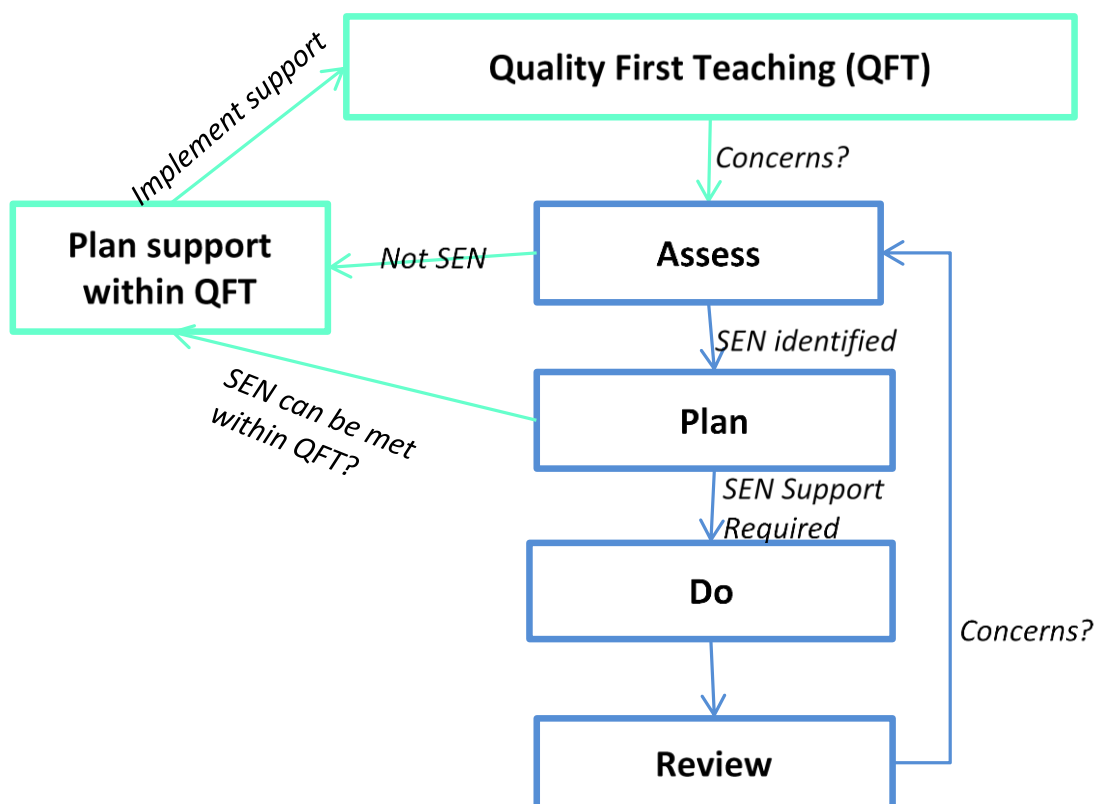 Quality First Teaching (QFT)
Implement support
Concerns?
Plan support
within QFT
Not SEN
Assess
SEN identified
SEN can be met
within QFT?
Plan
SEN Support
Required
Do
Concerns?
Review